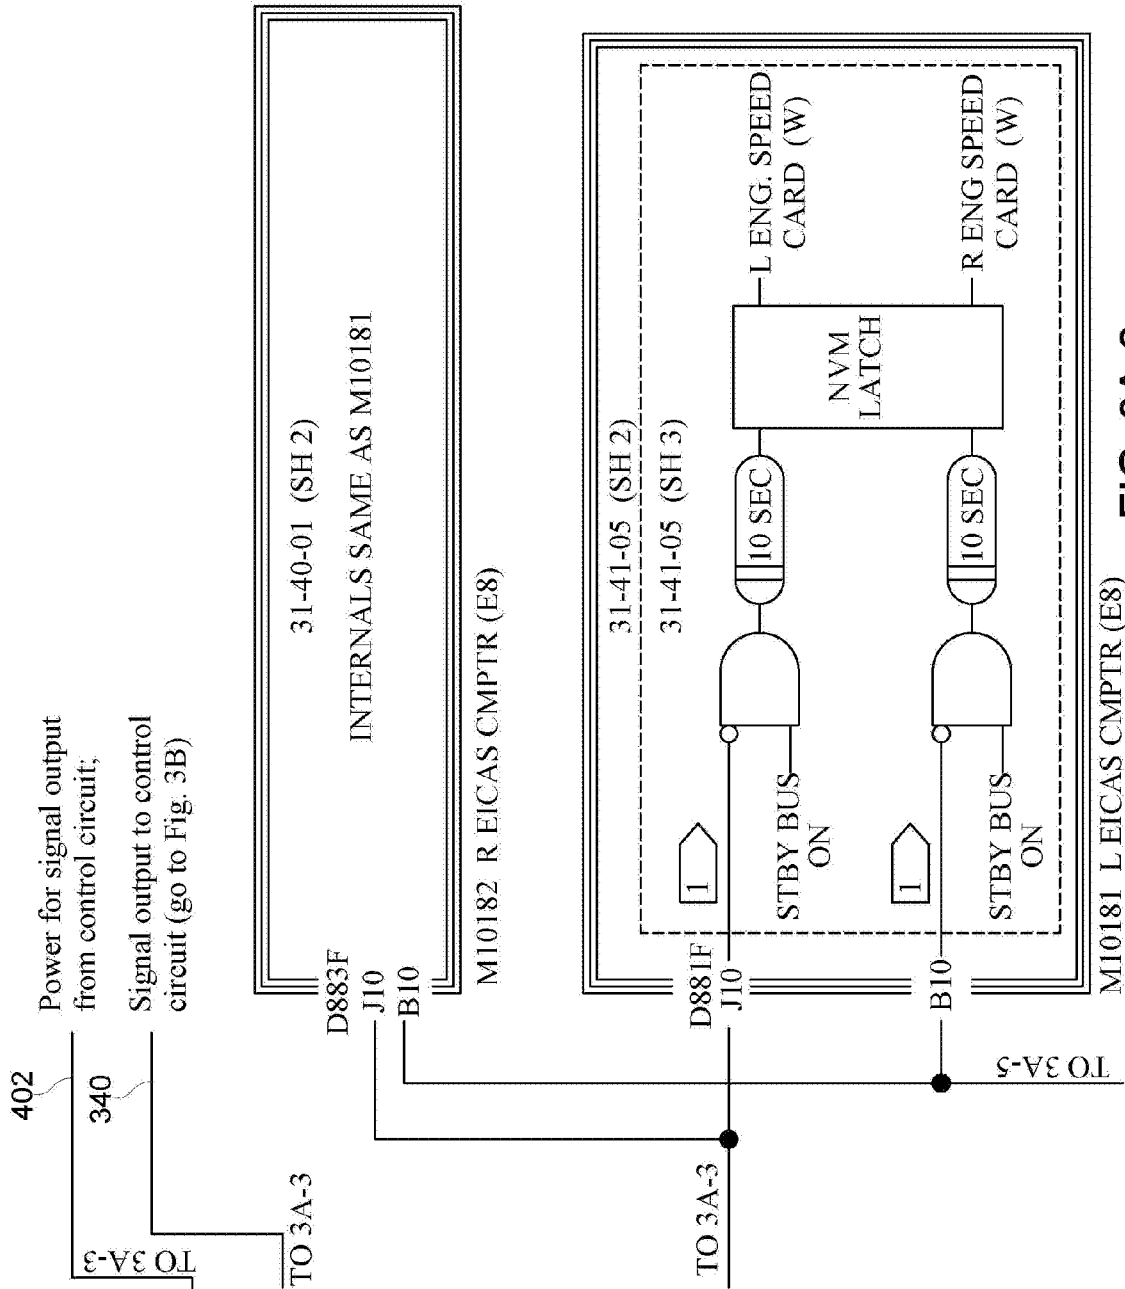 402
Power for signal output
from control circuit;
340
Signal output to control
circuit (go to Fig. 3B)
TO 3A-3
TO 3A-3
31-40-01 (SH 2)
INTERNALS SAME AS M10181
D883F
J10
B10
M10182 R EICAS CMPTR (E8)
31-41-05 (SH 2)
31-41-05 (SH 3)
D881F
J10
1
STBY BUS
ON
10 SEC
NVM
LATCH
L ENG. SPEED
CARD (W)
B10
1
STBY BUS
ON
10 SEC
R ENG SPEED
CARD (W)
TO 3A-3
TO 3A-5
M10181 L EICAS CMPTR (E8)